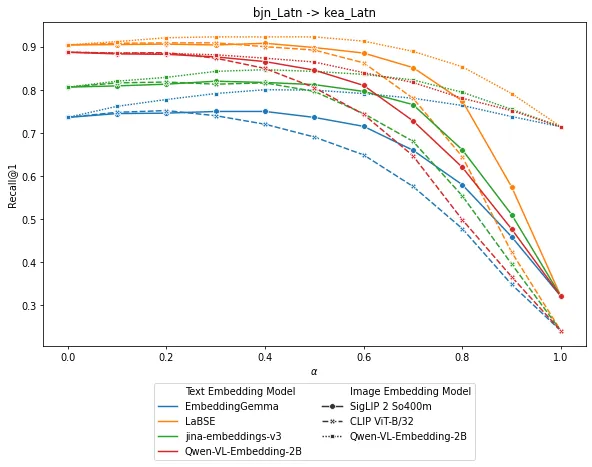 bjn_Latn -> kea_Latn
Recall@1
0.9
0.8
0.7
0.6
0.5
0.4
0.3
0.0 0.2 0.4 0.6 0.8 1.0
α
Text Embedding Model
EmbeddingGemma
LaBSE
jina-embeddings-v3
Qwen-VL-Embedding-2B
Image Embedding Model
SigLIP 2 So400m
CLIP ViT-B/32
Qwen-VL-Embedding-2B